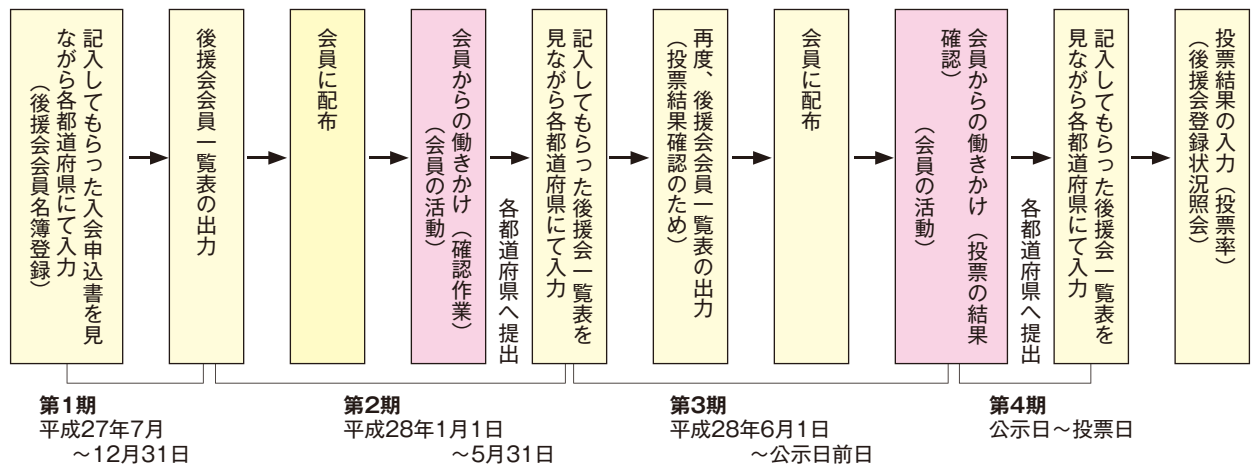 記入してもらった入会申込書を見
ながら各都道府県にて入力
（後援会会員名簿登録）
後援会会員一覧表の出力
会員に配布
会員からの働きかけ（確認作業）
（会員の活動）
各都道府県へ提出
記入してもらった後援会一覧表を
見ながら各都道府県にて入力
再度、後援会会員一覧表の出力
（投票結果確認のため）
会員に配布
会員からの働きかけ（投票の結果
確認）
（会員の活動）
各都道府県へ提出
記入してもらった後援会一覧表を
見ながら各都道府県にて入力
投票結果の入力（投票率）
（後援会登録状況照会）
第1期
平成27年7月
～12月31日
第2期
平成28年1月1日
～5月31日
第3期
平成28年6月1日
～公示日前日
第4期
公示日～投票日